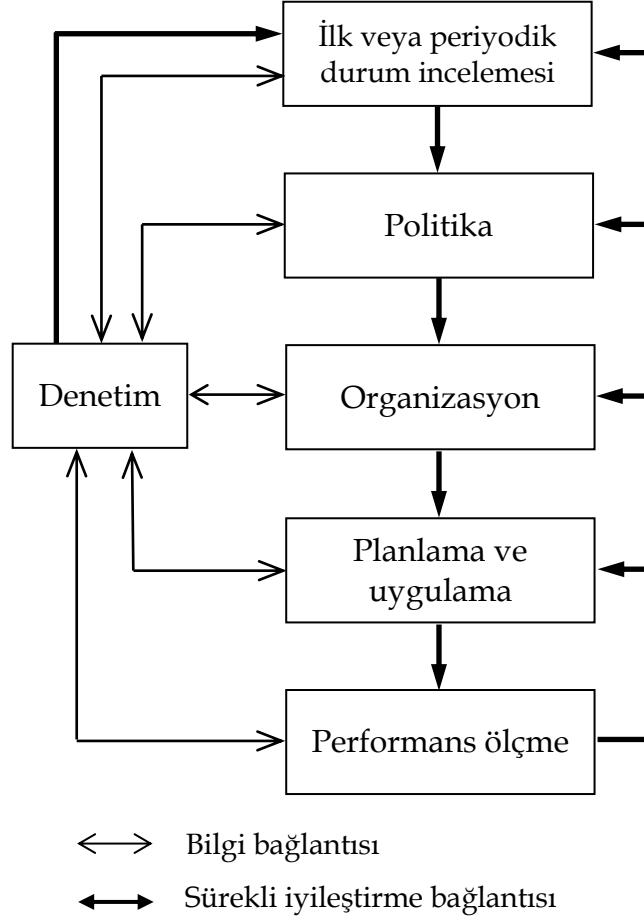 İlk veya periyodik
durum incelemesi
Politika
Denetim
Organizasyon
Planlama ve
uygulama
Performans ölçme
Bilgi bağlantısı
Sürekli iyileştirme bağlantısı